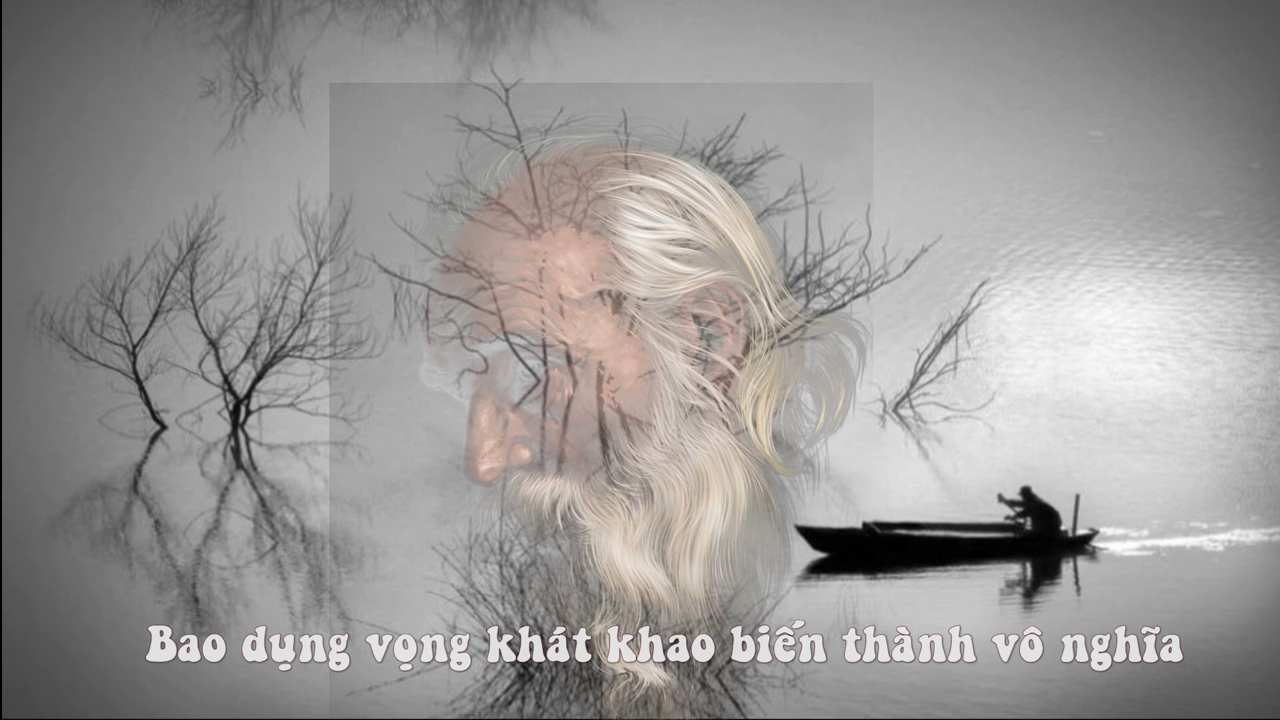 Bao dụng vọng khát khao biến thành vô nghĩa